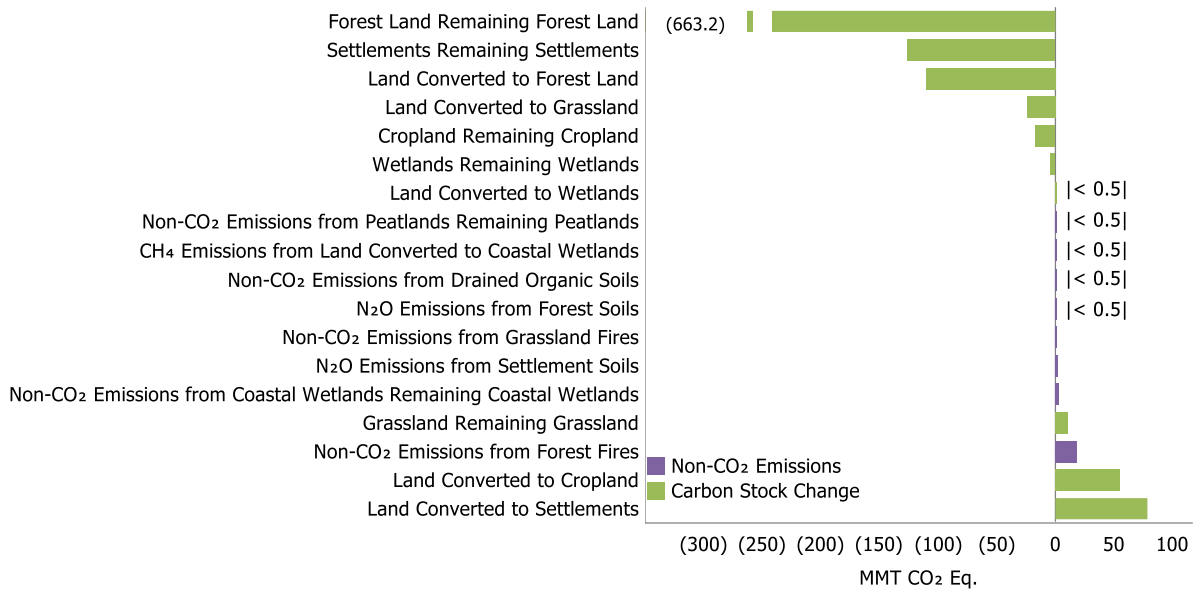 Forest Land Remaining Forest Land (663.2)
Settlements Remaining Settlements
Land Converted to Forest Land
Land Converted to Grassland
Cropland Remaining Cropland
Wetlands Remaining Wetlands
Land Converted to Wetlands |< 0.5|
Non-CO₂ Emissions from Peatlands Remaining Peatlands |< 0.5|
CH₄ Emissions from Land Converted to Coastal Wetlands |< 0.5|
Non-CO₂ Emissions from Drained Organic Soils |< 0.5|
N₂O Emissions from Forest Soils |< 0.5|
Non-CO₂ Emissions from Grassland Fires
N₂O Emissions from Settlement Soils
Non-CO₂ Emissions from Coastal Wetlands Remaining Coastal Wetlands
Grassland Remaining Grassland
Non-CO₂ Emissions from Forest Fires
Land Converted to Cropland
Land Converted to Settlements
Non-CO₂ Emissions
Carbon Stock Change
(300) (250) (200) (150) (100) (50) 0 50 100
MMT CO₂ Eq.